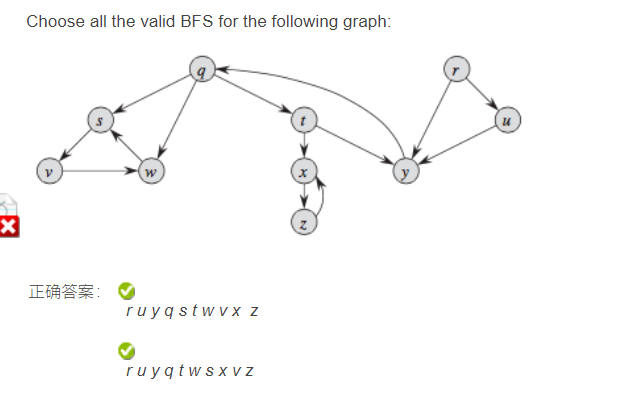 Choose all the valid BFS for the following graph:
q
r
s
t
u
v
w
x
y
z
正确答案:
r u y q s t w v x z
r u y q t w s x v z